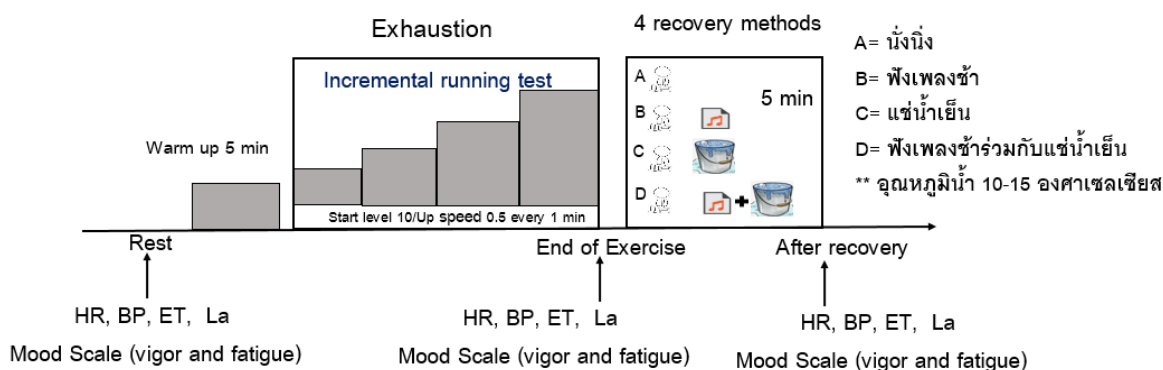 Exhaustion
4 recovery methods
Incremental running test
Warm up 5 min
Start level 10/Up speed 0.5 every 1 min
A
B
C
D
5 min
+
A= นั่งนิ่ง
B= ฟังเพลงช้า
C= แช่น้ำเย็น
D= ฟังเพลงช้าร่วมกับแช่น้ำเย็น
** อุณหภูมิน้ำ 10-15 องศาเซลเซียส
Rest
End of Exercise
After recovery
HR, BP, ET, La
Mood Scale (vigor and fatigue)
HR, BP, ET, La
Mood Scale (vigor and fatigue)
HR, BP, ET, La
Mood Scale (vigor and fatigue)